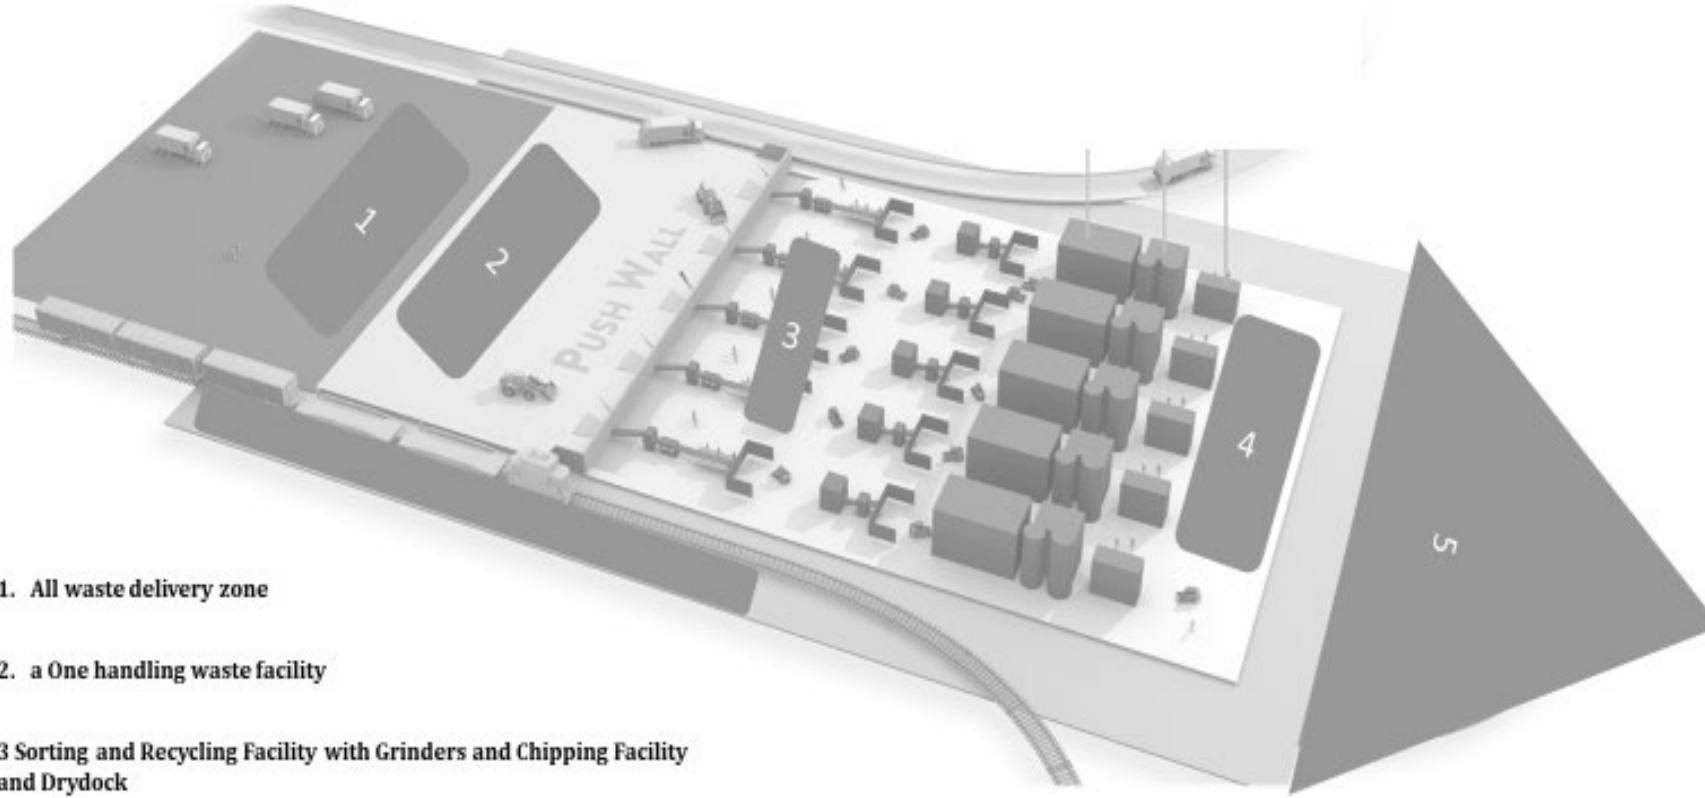 1
2
PUSH WALL
3
4
5
1. All waste delivery zone
2. a One handling waste facility
3 Sorting and Recycling Facility with Grinders and Chipping Facility
and Drydock